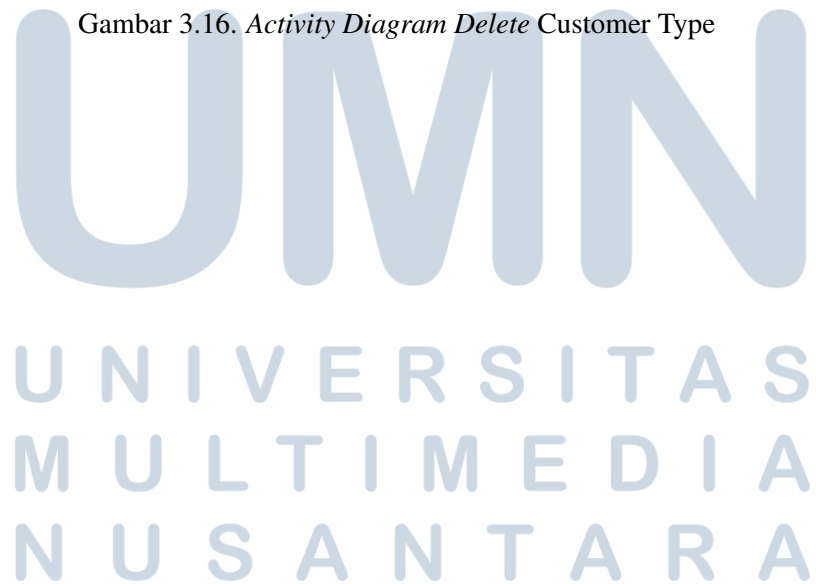 Gambar 3.16. Activity Diagram Delete Customer Type
UMN
UNIVERSITAS
MULTIMEDIA
NUSANTARA